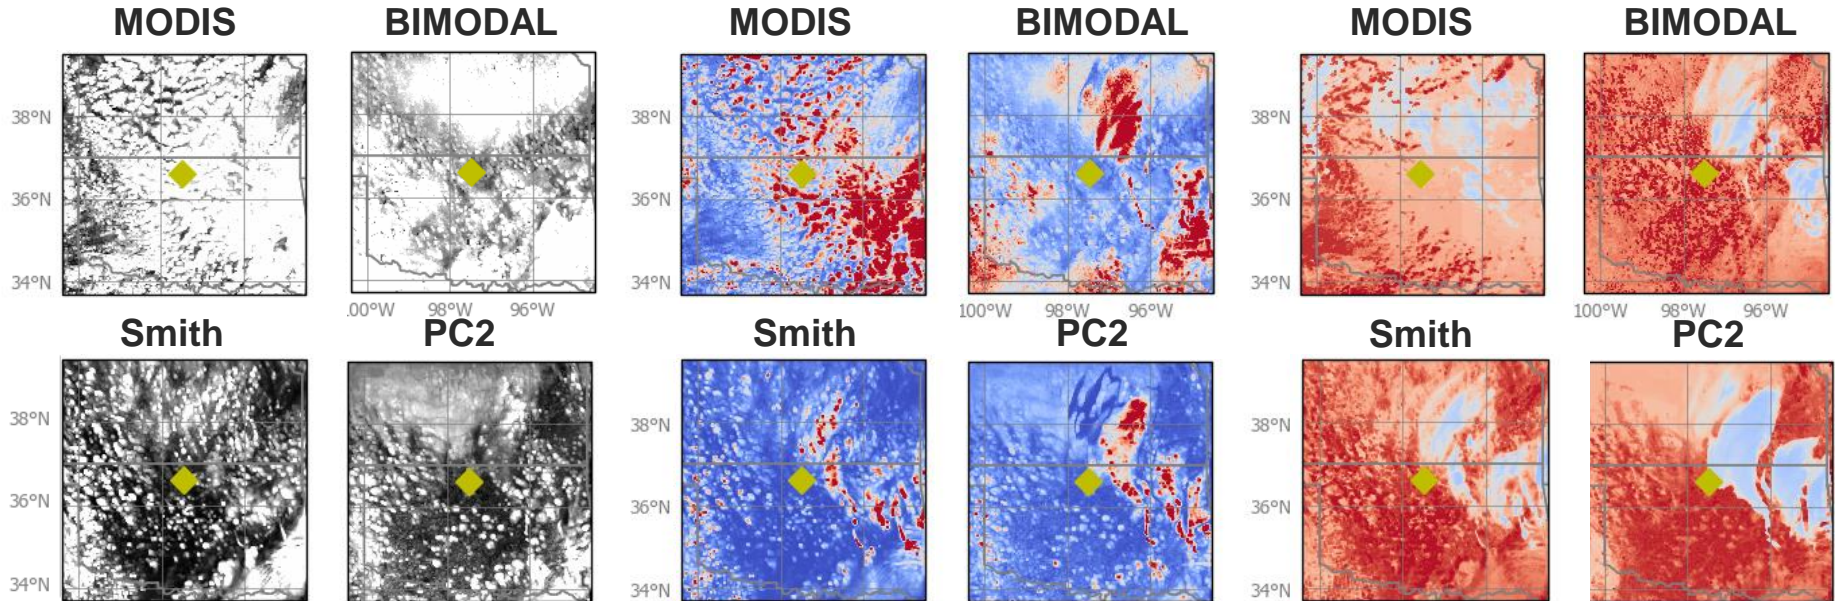 MODIS BIMODAL MODIS BIMODAL MODIS BIMODAL
38°N 38°N 38°N
36°N 36°N 36°N
34°N 34°N 34°N
.00°W 98°W 96°W 100°W 98°W 96°W 100°W 98°W 96°W
Smith PC2 Smith PC2 Smith PC2
38°N 38°N 38°N
36°N 36°N 36°N
34°N 34°N 34°N